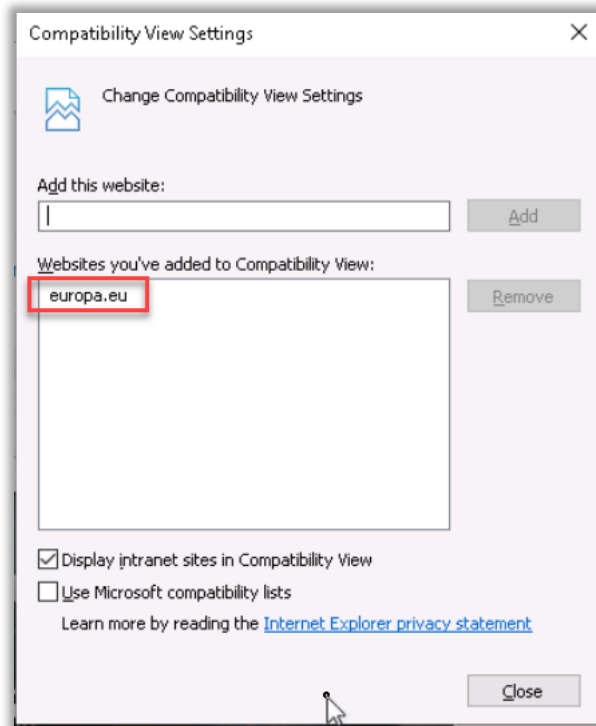 Compatibility View Settings
Change Compatibility View Settings
Add this website:
Add
Websites you've added to Compatibility View:
europa.eu
Remove
Display intranet sites in Compatibility View
Use Microsoft compatibility lists
Learn more by reading the Internet Explorer privacy statement
Close